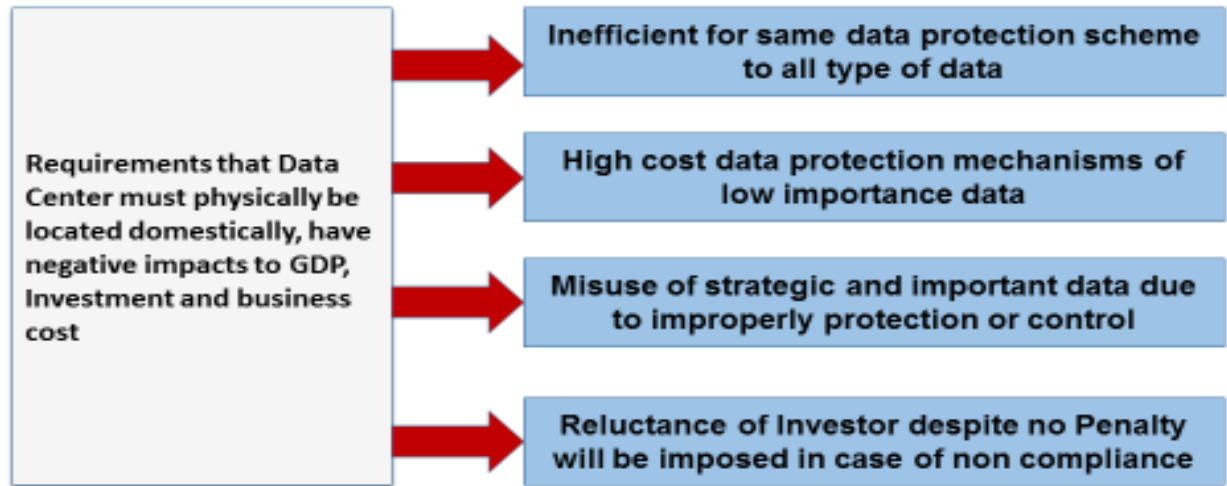 Requirements that Data
Center must physically be
located domestically, have
negative impacts to GDP,
Investment and business
cost
Inefficient for same data protection scheme
to all type of data
High cost data protection mechanisms of
low importance data
Misuse of strategic and important data due
to improperly protection or control
Reluctance of Investor despite no Penalty
will be imposed in case of non compliance